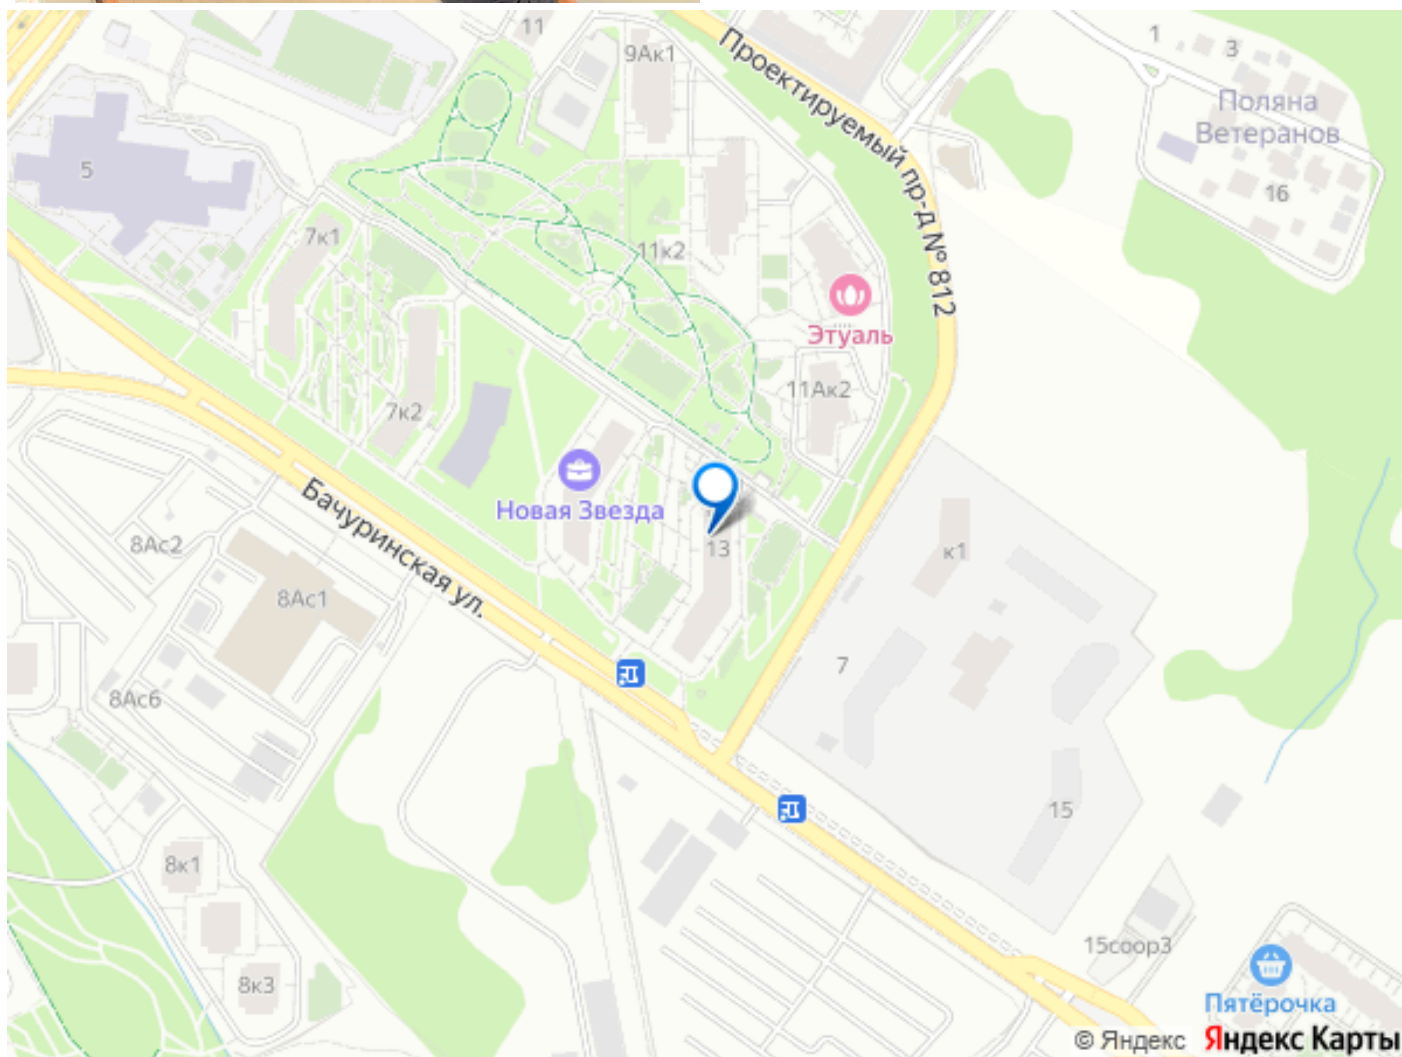 11
9Ак1
1
3
Проектируемый пр-д № 812
Поляна
Ветеранов
5
16
7к1
11к2
Этуаль
11Ак2
7к2
Новая Звезда
13
Бачуринская ул.
8Ас2
к1
8Ас1
7
8Ас6
15
8к1
15соор3
8к3
Пятёрочка
© Яндекс Яндекс Карты